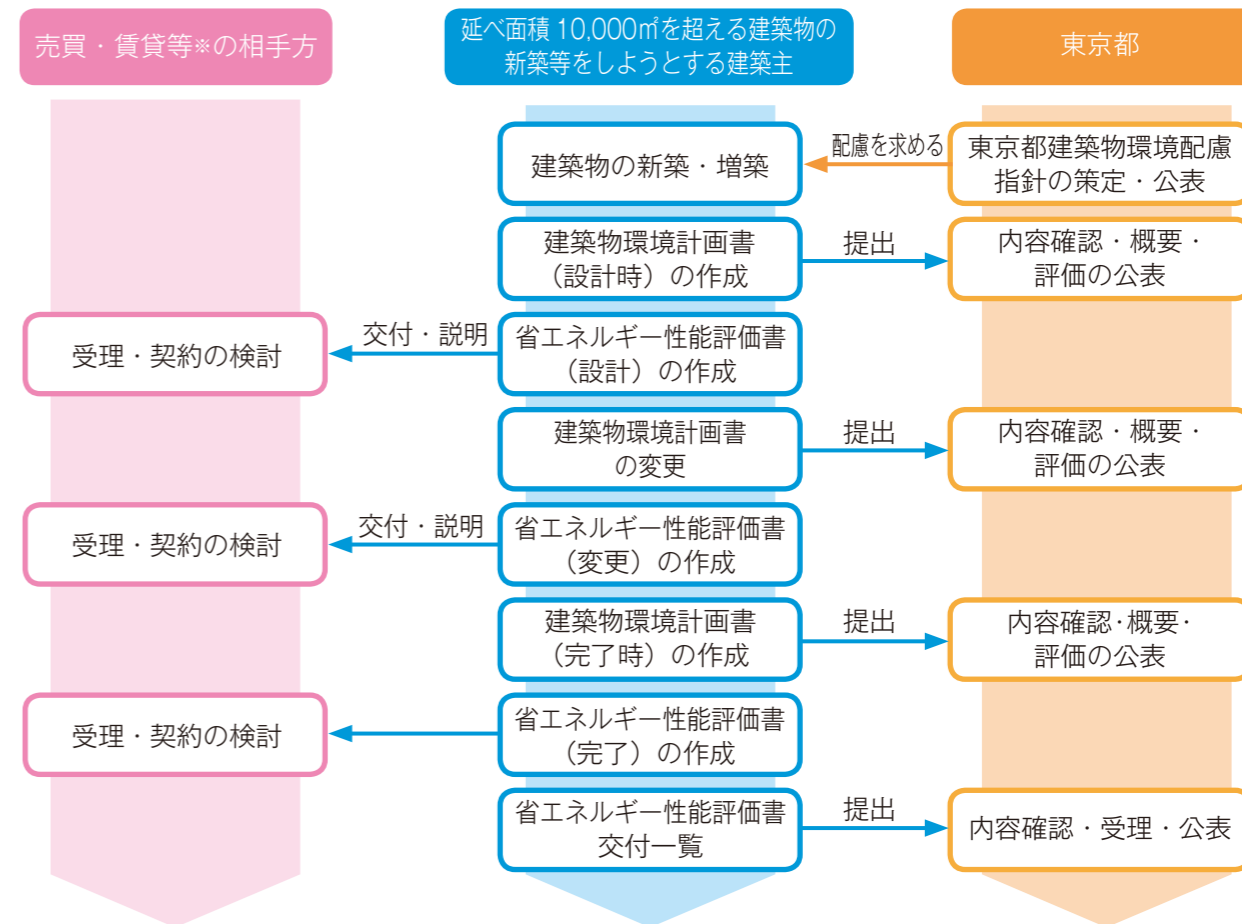 売買・賃貸等※の相手方
延べ面積 10,000㎡を超える建築物の
新築等をしようとする建築主
東京都
建築物の新築・増築
配慮を求める
東京都建築物環境配慮
指針の策定・公表
建築物環境計画書
（設計時）の作成
提出
内容確認・概要・
評価の公表
受理・契約の検討
交付・説明
省エネルギー性能評価書
（設計）の作成
建築物環境計画書
の変更
提出
内容確認・概要・
評価の公表
受理・契約の検討
交付・説明
省エネルギー性能評価書
（変更）の作成
建築物環境計画書
（完了時）の作成
提出
内容確認・概要・
評価の公表
受理・契約の検討
省エネルギー性能評価書
（完了）の作成
省エネルギー性能評価書
交付一覧
提出
内容確認・受理・公表